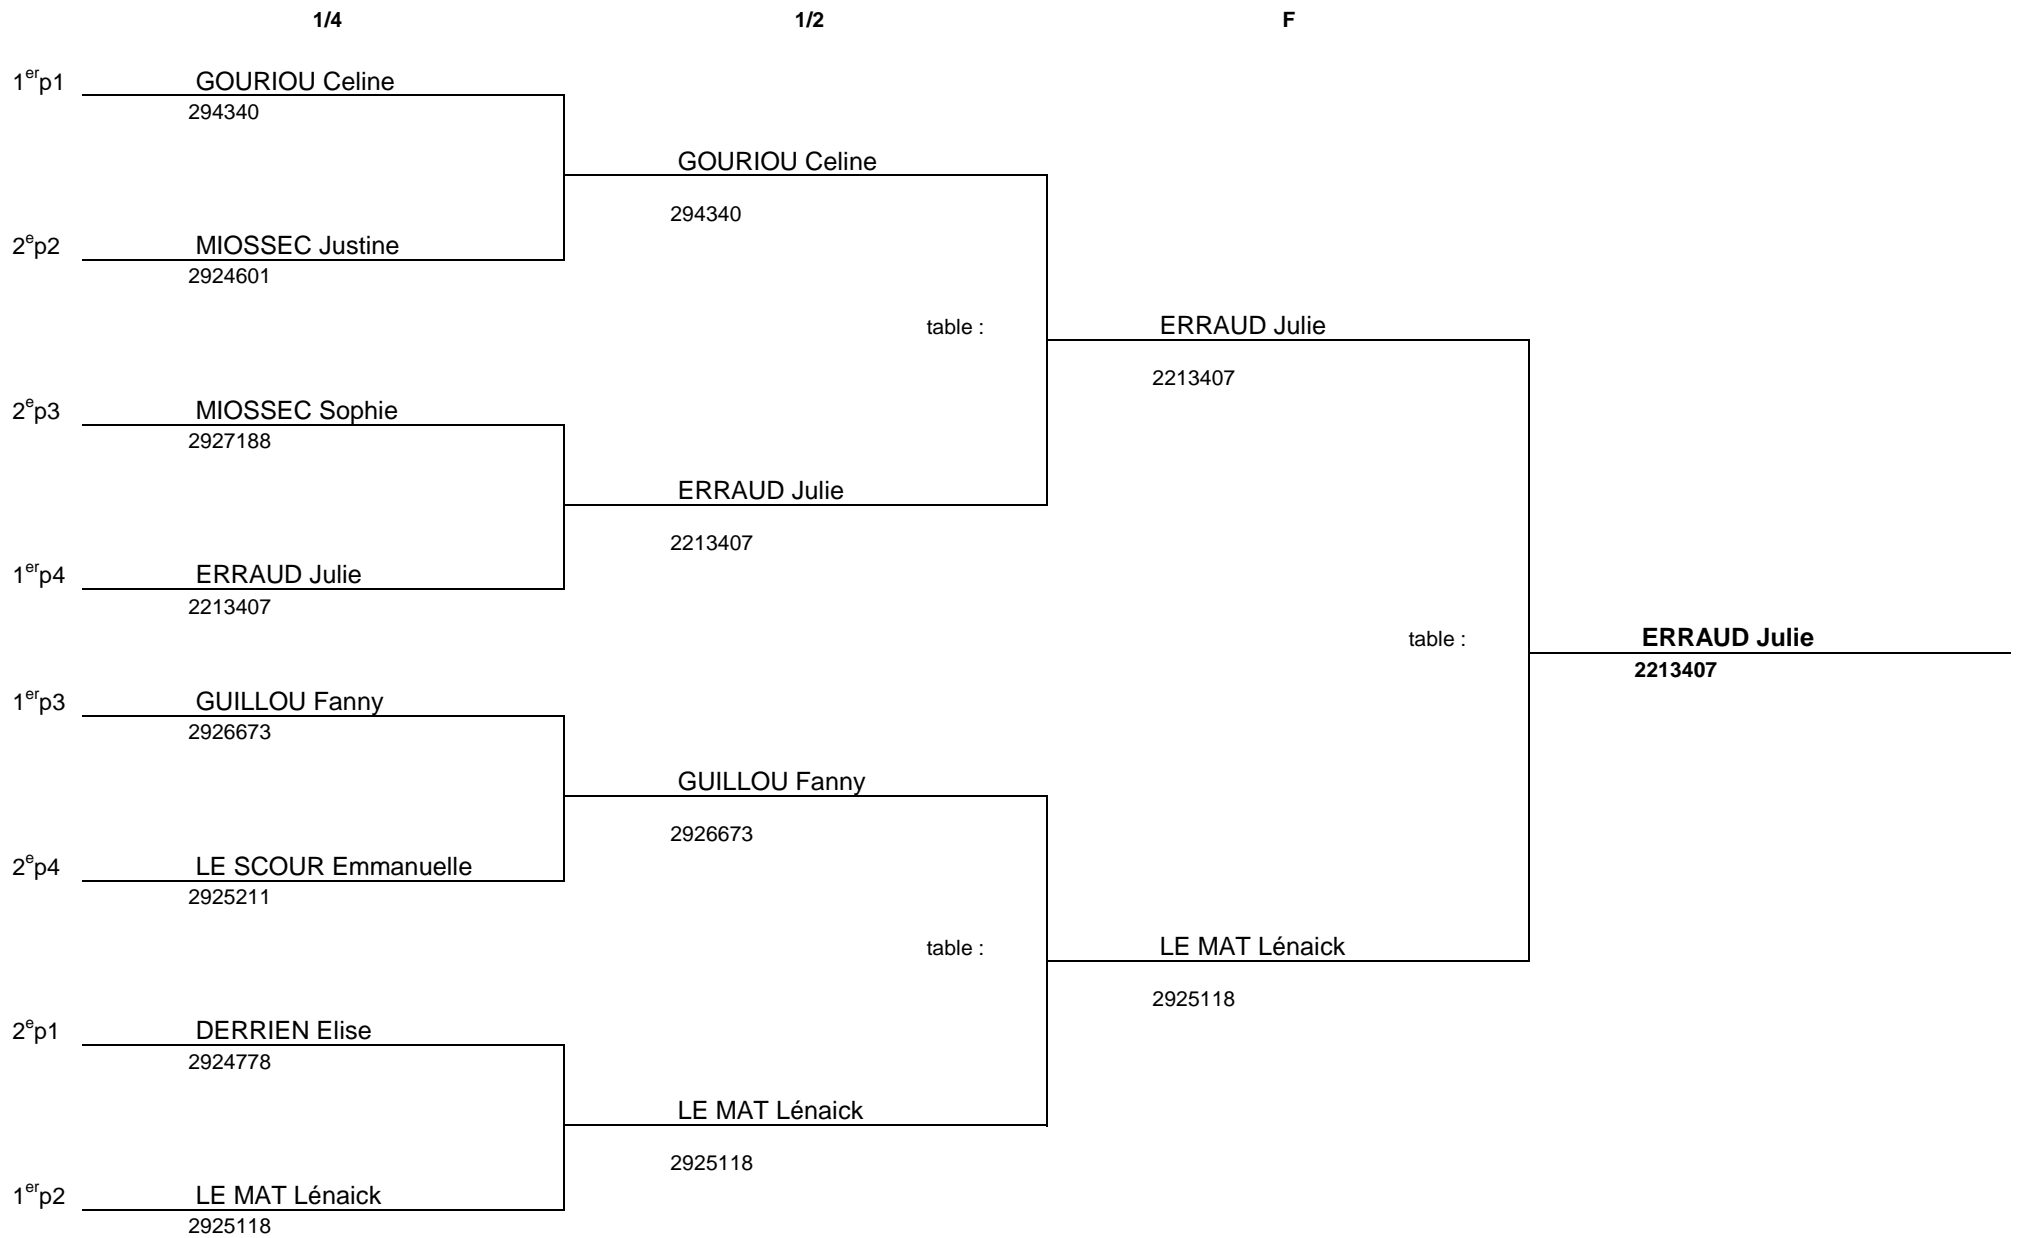 1/4 1/2 F
1erp1 GOURIOU Celine
294340
GOURIOU Celine
294340
2ep2 MIOSSEC Justine
2924601
table : ERRAUD Julie
2213407
2ep3 MIOSSEC Sophie
2927188
ERRAUD Julie
2213407
1erp4 ERRAUD Julie
2213407
table : ERRAUD Julie
2213407
1erp3 GUILLOU Fanny
2926673
GUILLOU Fanny
2926673
2ep4 LE SCOUR Emmanuelle
2925211
table : LE MAT Lénaick
2925118
2ep1 DERRIEN Elise
2924778
LE MAT Lénaick
2925118
1erp2 LE MAT Lénaick
2925118